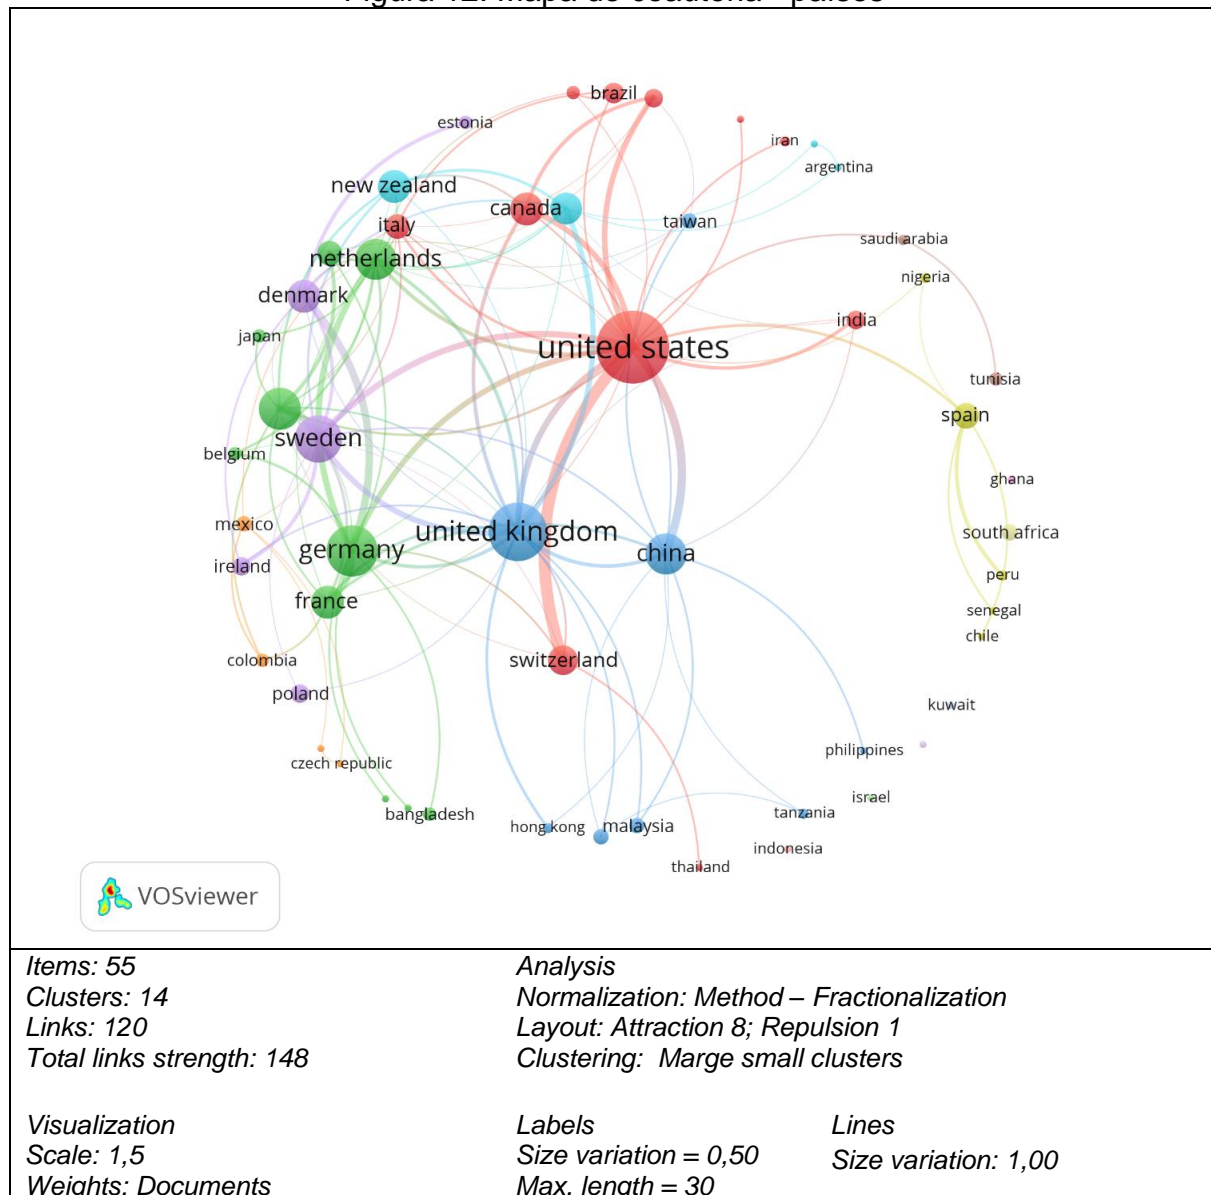 Figura 12: Mapa de coautoria - países
brazil
estonia
iran
argentina
new zealand
canada
italy
taiwan
saudi arabia
netherlands
nigeria
denmark
india
japan
united states
tunisia
spain
sweden
belgium
ghana
mexico
united kingdom
south africa
germany
china
ireland
peru
france
senegal
chile
colombia
switzerland
poland
kuwait
philippines
czech republic
israel
bangladesh
hong kong
malaysia
tanzania
indonesia
thailand
VOSviewer
Items: 55
Clusters: 14
Links: 120
Total links strength: 148
Analysis
Normalization: Method – Fractionalization
Layout: Attraction 8; Repulsion 1
Clustering: Marge small clusters
Visualization
Scale: 1,5
Weights: Documents
Labels
Size variation = 0,50
Max. length = 30
Lines
Size variation: 1,00